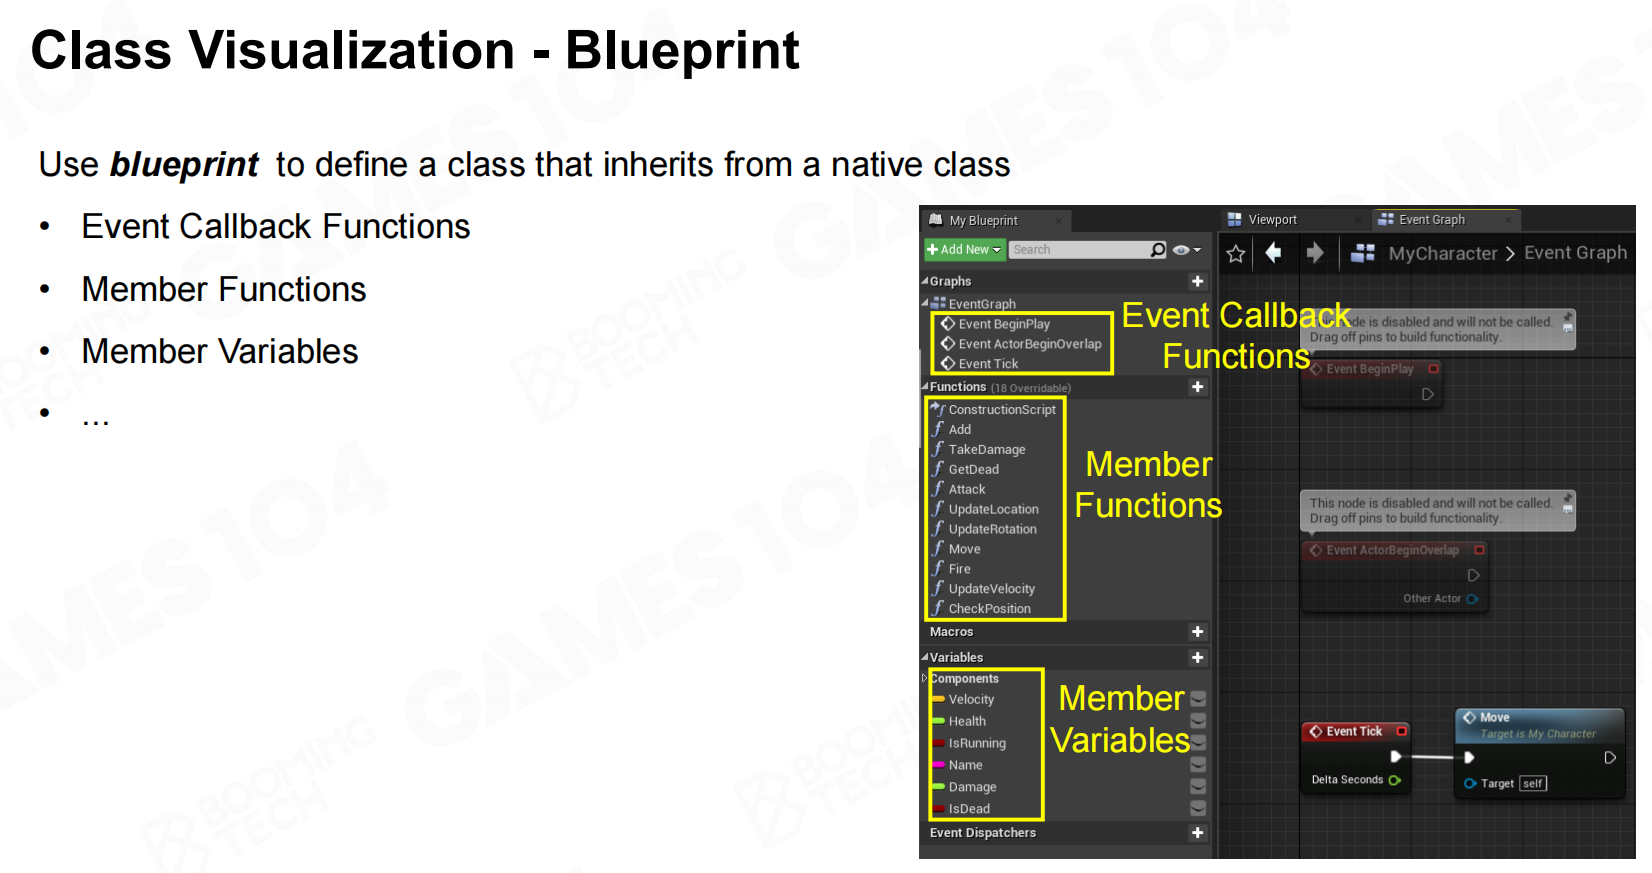 Class Visualization - Blueprint
Use blueprint to define a class that inherits from a native class
• Event Callback Functions
• Member Functions
• Member Variables
• ...
My Blueprint
Add New
Search
Graphs
EventGraph
Event BeginPlay
Event ActorBeginOverlap
Event Tick
Functions (18 Overridable)
ConstructionScript
Add
TakeDamage
GetDead
Attack
UpdateLocation
UpdateRotation
Move
Fire
UpdateVelocity
CheckPosition
Macros
Variables
Components
Velocity
Health
IsRunning
Name
Damage
IsDead
Event Dispatchers
Event Callback
Functions
Member
Functions
Member
Variables
Viewport
Event Graph
MyCharacter > Event Graph
This node is disabled and will not be called.
Drag off pins to build functionality.
Event BeginPlay
This node is disabled and will not be called.
Drag off pins to build functionality.
Event ActorBeginOverlap
Other Actor
Event Tick
Delta Seconds
Move
Target is My Character
Target self
GAMES104
BOOMING
TECH